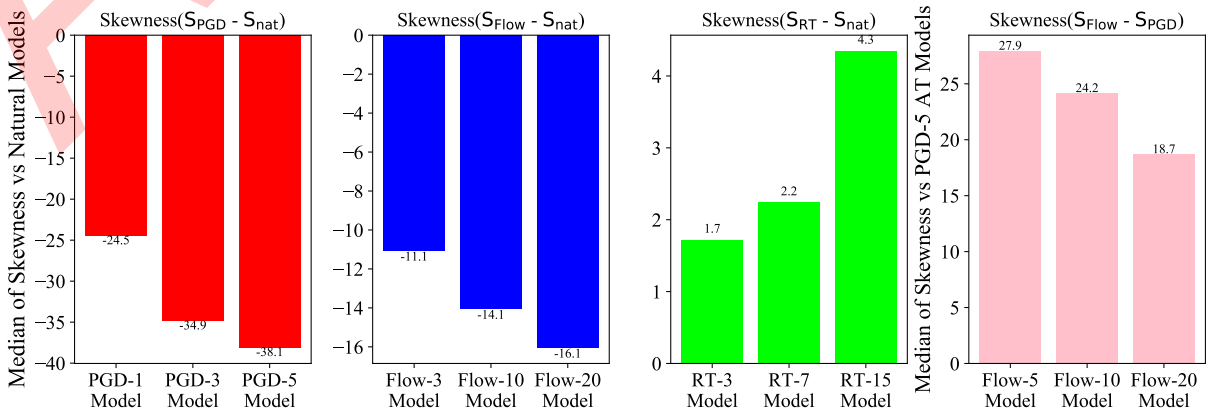 Skewness(S_PGD - S_nat)
Median of Skewness vs Natural Models
0
−5
−10
−15
−20
−25
−30
−35
−40
-24.5
-34.9
-38.1
PGD-1 Model
PGD-3 Model
PGD-5 Model
Skewness(S_Flow - S_nat)
0
−2
−4
−6
−8
−10
−12
−14
−16
-11.1
-14.1
-16.1
Flow-3 Model
Flow-10 Model
Flow-20 Model
Skewness(S_RT - S_nat)
4
3
2
1
0
1.7
2.2
4.3
RT-3 Model
RT-7 Model
RT-15 Model
Skewness(S_Flow - S_PGD)
Median of Skewness vs PGD-5 AT Models
25
20
15
10
5
0
27.9
24.2
18.7
Flow-5 Model
Flow-10 Model
Flow-20 Model